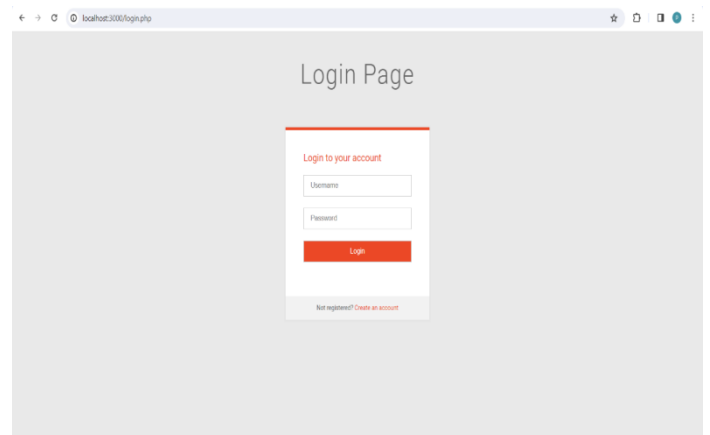 localhost:3000/login.php
Login Page
Login to your account
Username
Password
Login
Not registered? Create an account